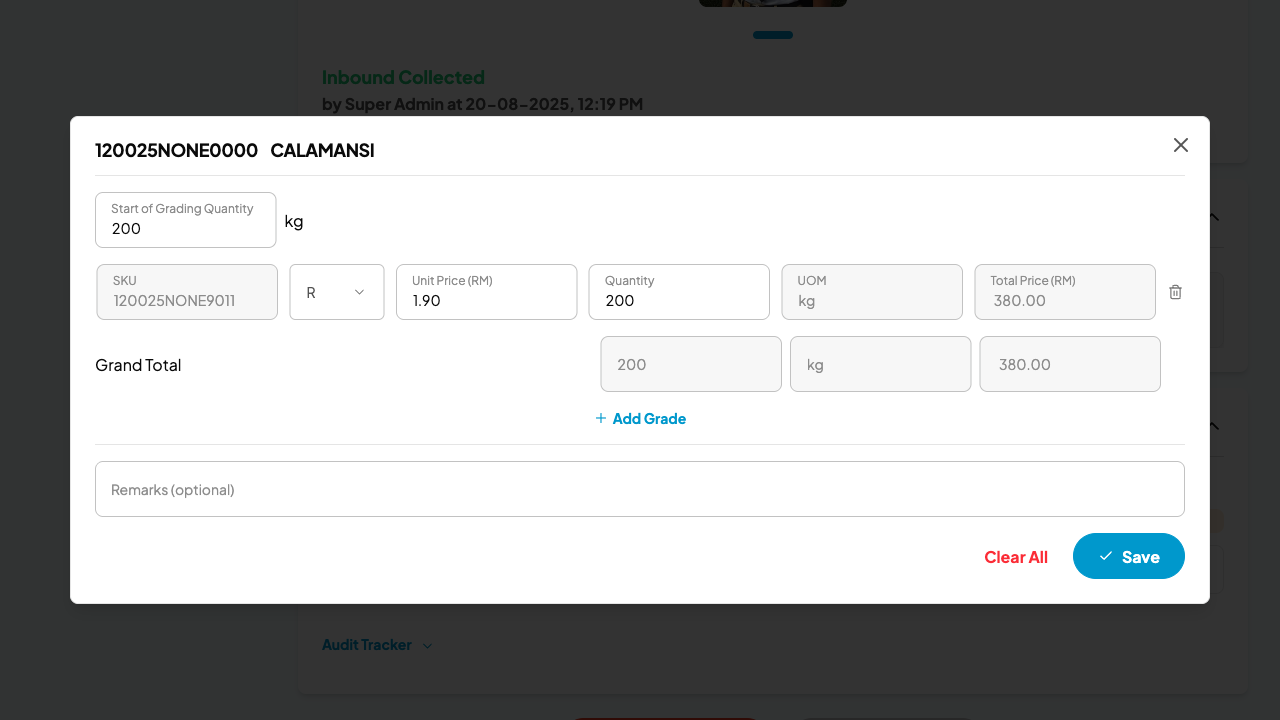 Inbound Collected
by Super Admin at 20-08-2025, 12:19 PM
120025NONE0000 CALAMANSI
Start of Grading Quantity
200
kg
SKU
120025NONE9011
R
Unit Price (RM)
1.90
Quantity
200
UOM
kg
Total Price (RM)
380.00
Grand Total
200
kg
380.00
Add Grade
Remarks (optional)
Clear All
Save
Audit Tracker